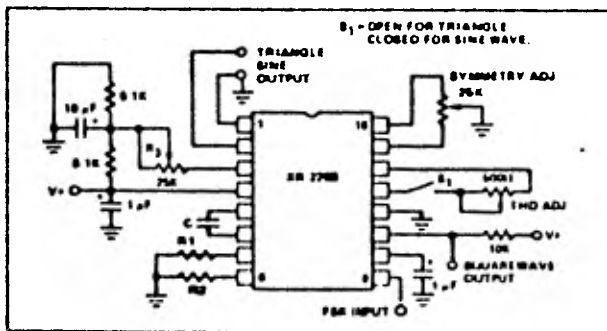 S₁ - OPEN FOR TRIANGLE
CLOSED FOR SINE WAVE.
TRIANGLE
SINE
OUTPUT
SYMMETRY ADJ
25K
5.1K
10 µF
+
R3
25K
5.1K
V+
+
1 µF
C
R1
R2
1
16
8
9
XR 2206
S₁
500Ω
THD ADJ
V+
10K
SQUAREWAVE
OUTPUT
+
1 µF
FSK INPUT